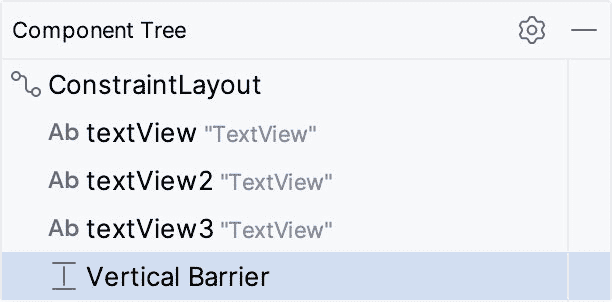 Component Tree
ConstraintLayout
Ab textView "TextView"
Ab textView2 "TextView"
Ab textView3 "TextView"
Vertical Barrier